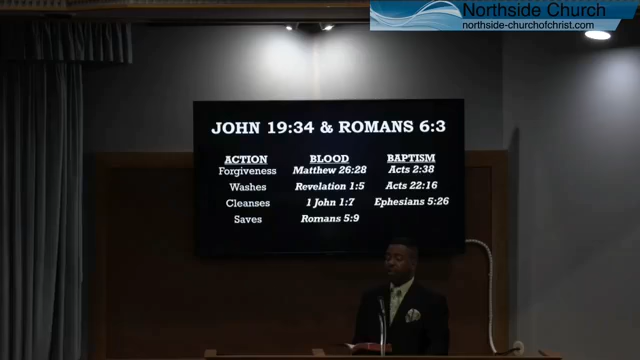 Northside Church
northside-churchofchrist.com
JOHN 19:34 & ROMANS 6:3
ACTION BLOOD BAPTISM
Forgiveness Matthew 26:28 Acts 2:38
Washes Revelation 1:5 Acts 22:16
Cleanses 1 John 1:7 Ephesians 5:26
Saves Romans 5:9